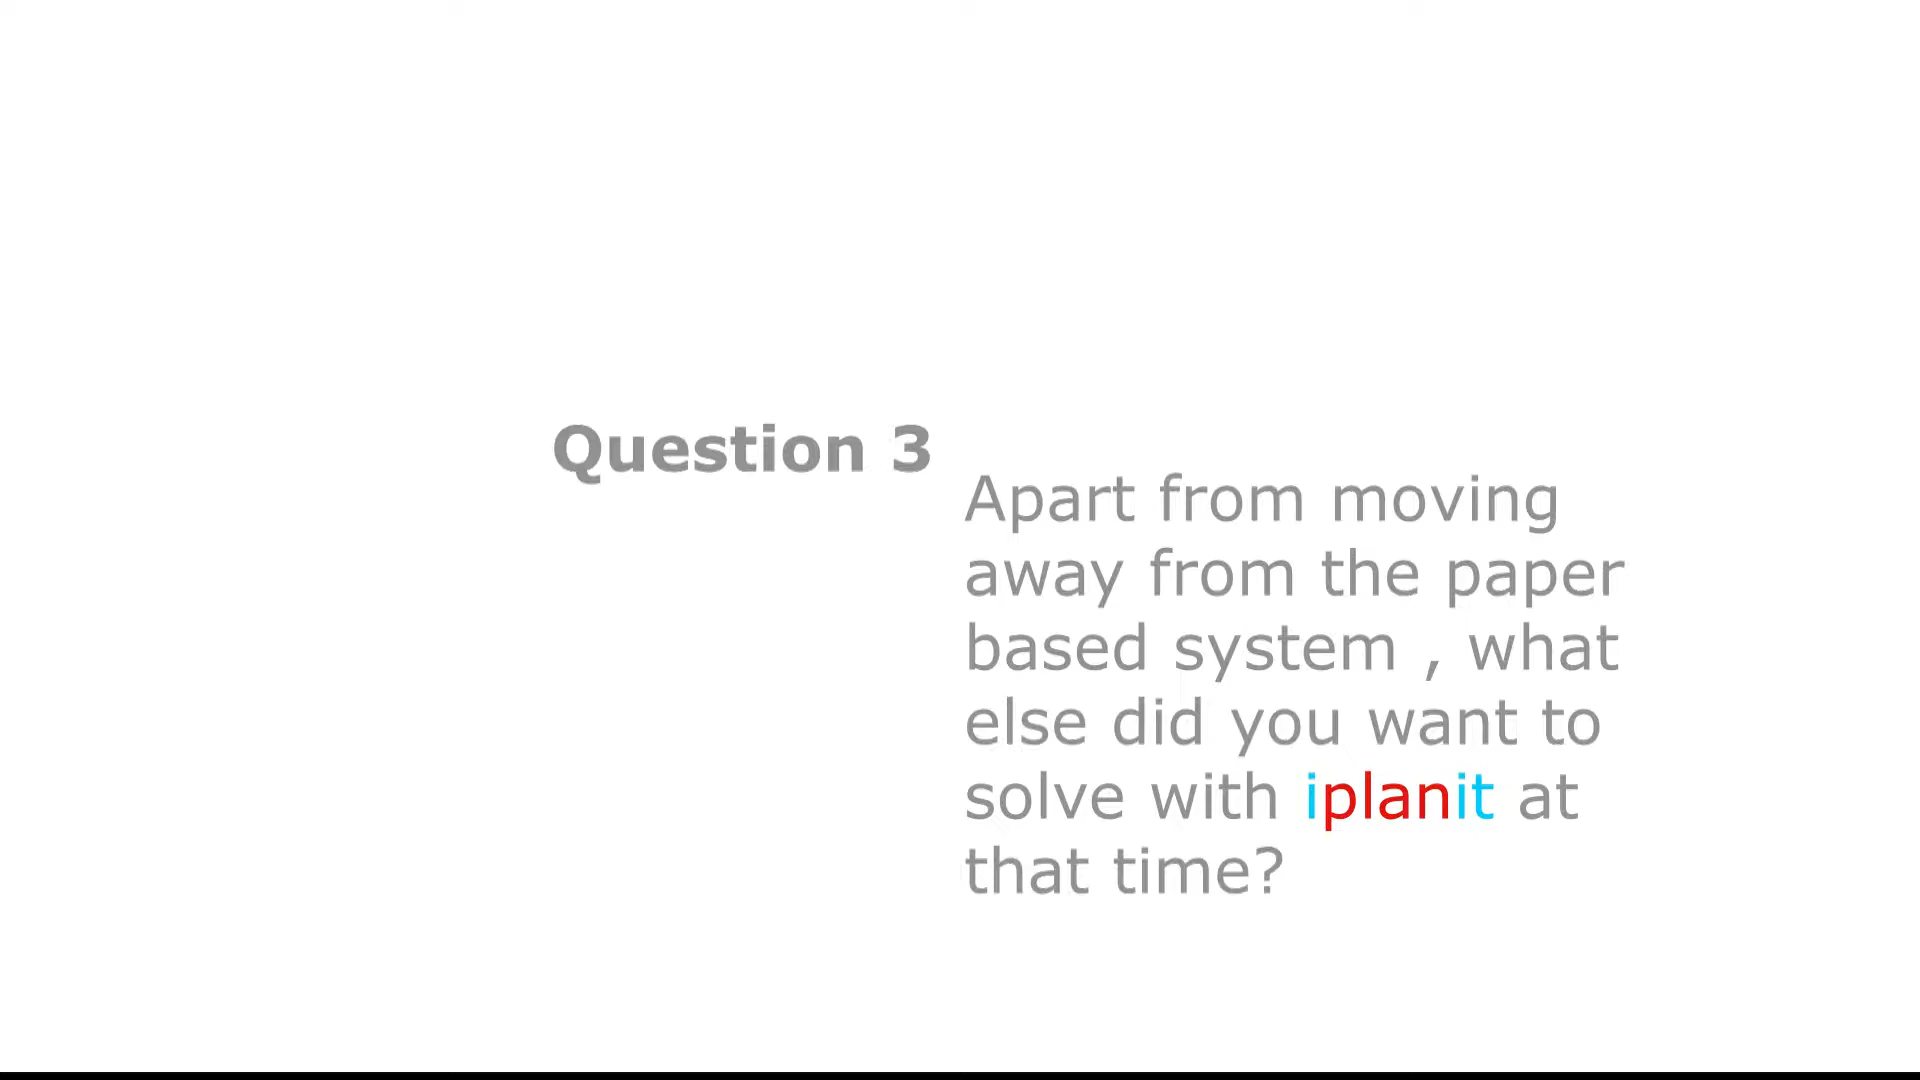 Question 3
Apart from moving
away from the paper
based system , what
else did you want to
solve with iplanit at
that time?